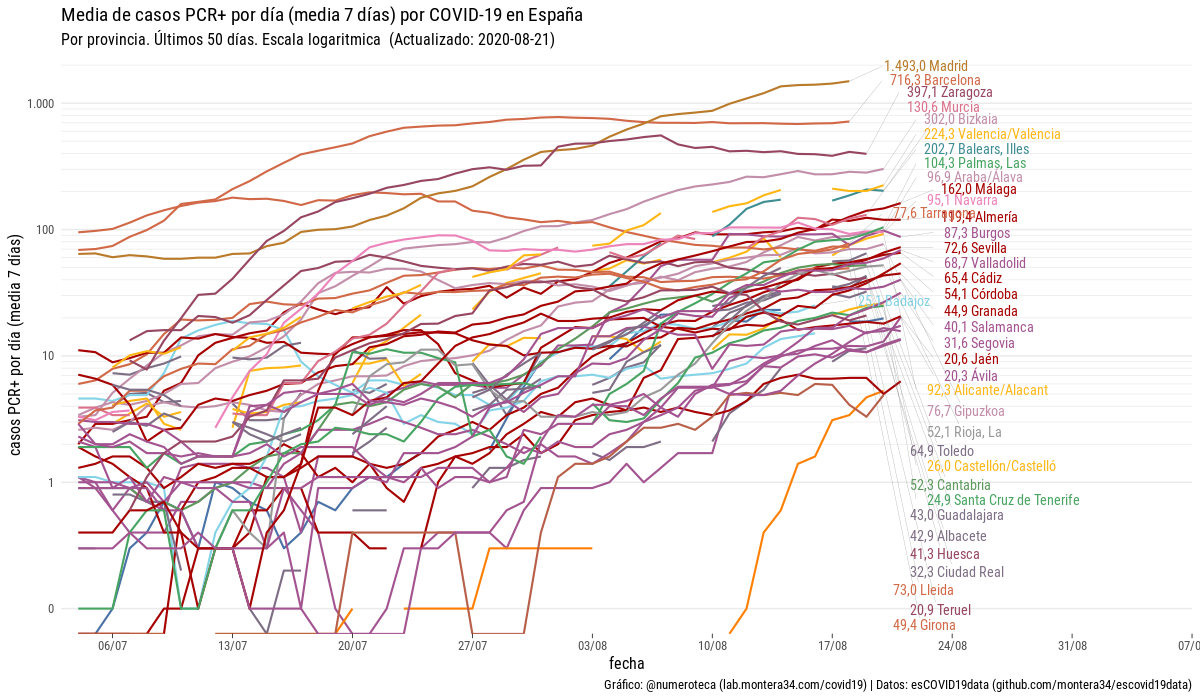 Media de casos PCR+ por día (media 7 días) por COVID-19 en España
Por provincia. Últimos 50 días. Escala logaritmica (Actualizado: 2020-08-21)
casos PCR+ por día (media 7 días)
1.000
100
10
1
0
1.493,0 Madrid
716,3 Barcelona
397,1 Zaragoza
130,6 Murcia
302,0 Bizkaia
224,3 Valencia/València
202,7 Balears, Illes
104,3 Palmas, Las
96,9 Araba/Álava
162,0 Málaga
95,1 Navarra
77,6 Tarragona
119,4 Almería
87,3 Burgos
72,6 Sevilla
68,7 Valladolid
65,4 Cádiz
54,1 Córdoba
25,1 Badajoz
44,9 Granada
40,1 Salamanca
31,6 Segovia
20,6 Jaén
20,3 Ávila
92,3 Alicante/Alacant
76,7 Gipuzkoa
52,1 Rioja, La
64,9 Toledo
26,0 Castellón/Castelló
52,3 Cantabria
24,9 Santa Cruz de Tenerife
43,0 Guadalajara
42,9 Albacete
41,3 Huesca
32,3 Ciudad Real
73,0 Lleida
20,9 Teruel
49,4 Girona
06/07 13/07 20/07 27/07 03/08 10/08 17/08 24/08 31/08 07/0
fecha
Gráfico: @numeroteca (lab.montera34.com/covid19) | Datos: esCOVID19data (github.com/montera34/escovid19data)